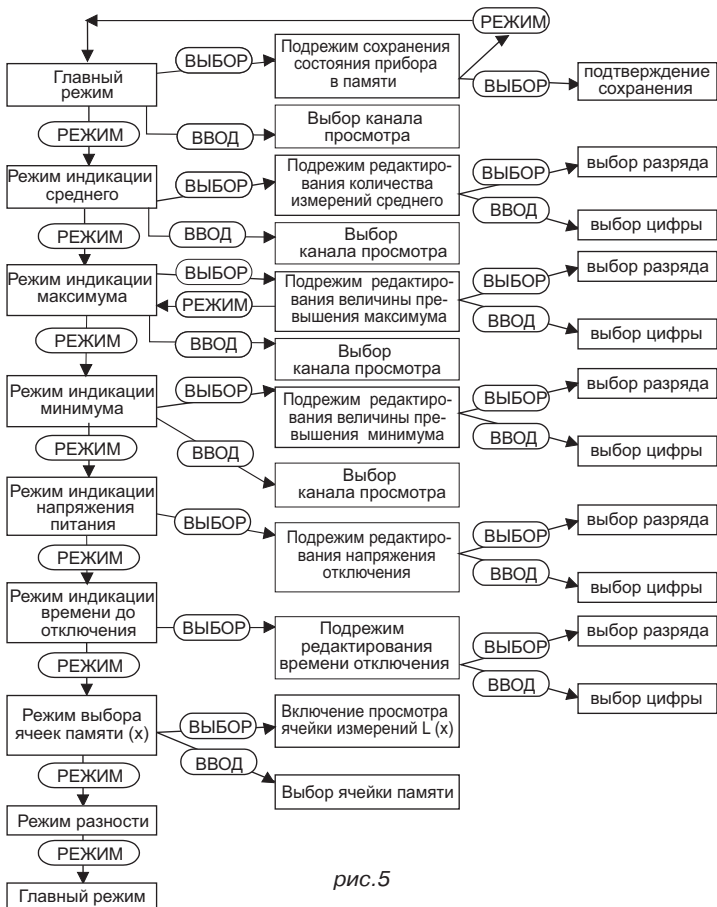 РЕЖИМ
Главный
режим
ВЫБОР
Подрежим сохранения
состояния прибора
в памяти
ВЫБОР
подтверждение
сохранения
РЕЖИМ
ВВОД
Выбор канала
просмотра
Режим индикации
среднего
ВЫБОР
Подрежим редактиро-
вания количества
измерений среднего
ВЫБОР
выбор разряда
ВВОД
выбор цифры
РЕЖИМ
ВВОД
Выбор
канала просмотра
Режим индикации
максимума
ВЫБОР
РЕЖИМ
Подрежим редактиро-
вания величины пре-
вышения максимума
ВЫБОР
выбор разряда
ВВОД
выбор цифры
РЕЖИМ
ВВОД
Выбор
канала просмотра
Режим индикации
минимума
ВЫБОР
Подрежим редактиро-
вания величины пре-
вышения минимума
ВЫБОР
выбор разряда
ВВОД
выбор цифры
РЕЖИМ
ВВОД
Выбор
канала просмотра
Режим индикации
напряжения
питания
ВЫБОР
Подрежим редактиро-
вания напряжения
отключения
ВЫБОР
выбор разряда
ВВОД
выбор цифры
РЕЖИМ
Режим индикации
времени до
отключения
ВЫБОР
Подрежим
редактирования
времени отключения
ВЫБОР
выбор разряда
ВВОД
выбор цифры
РЕЖИМ
Режим выбора
ячеек памяти (х)
ВЫБОР
Включение просмотра
ячейки измерений L (х)
ВВОД
Выбор ячейки памяти
РЕЖИМ
Режим разности
РЕЖИМ
Главный режим
рис.5